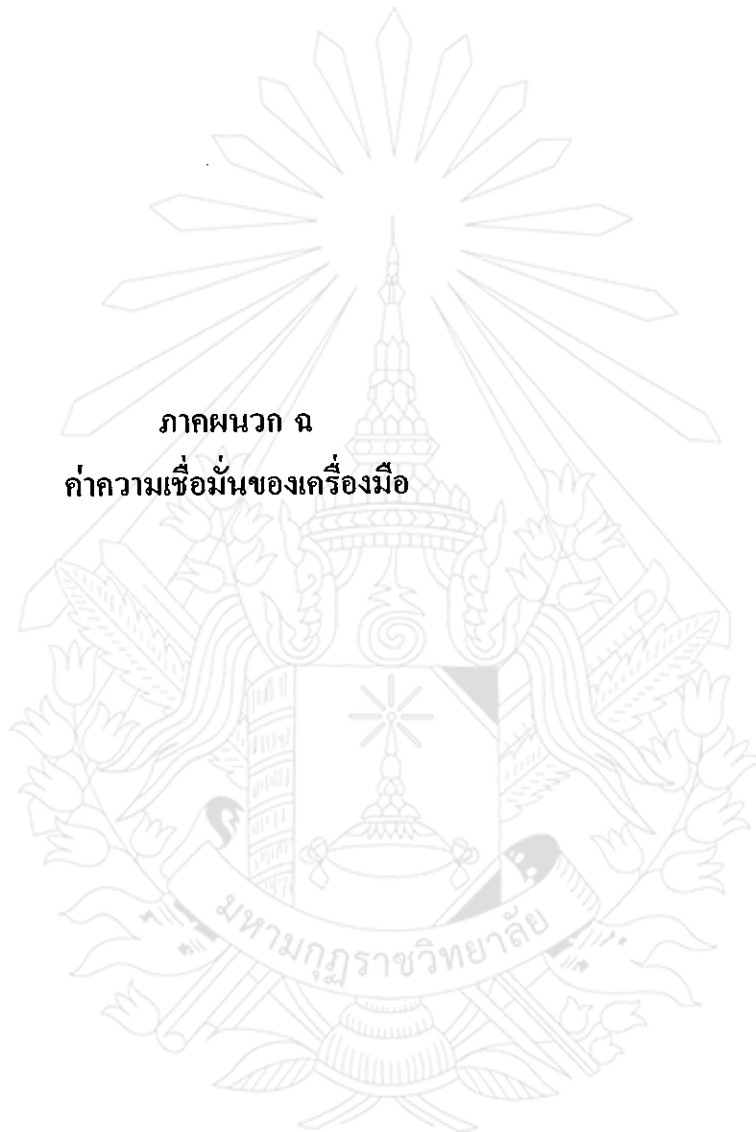 ภาคผนวก ฉ
ค่าความเชื่อมั่นของเครื่องมือ
มหามกุฏราชวิทยาลัย